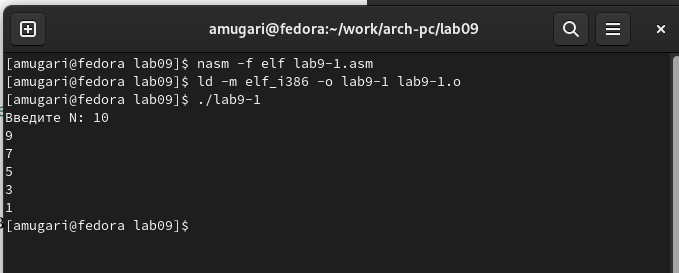 amugari@fedora:~/work/arch-pc/lab09
[amugari@fedora lab09]$ nasm -f elf lab9-1.asm
[amugari@fedora lab09]$ ld -m elf_i386 -o lab9-1 lab9-1.o
[amugari@fedora lab09]$ ./lab9-1
Введите N: 10
9
7
5
3
1
[amugari@fedora lab09]$